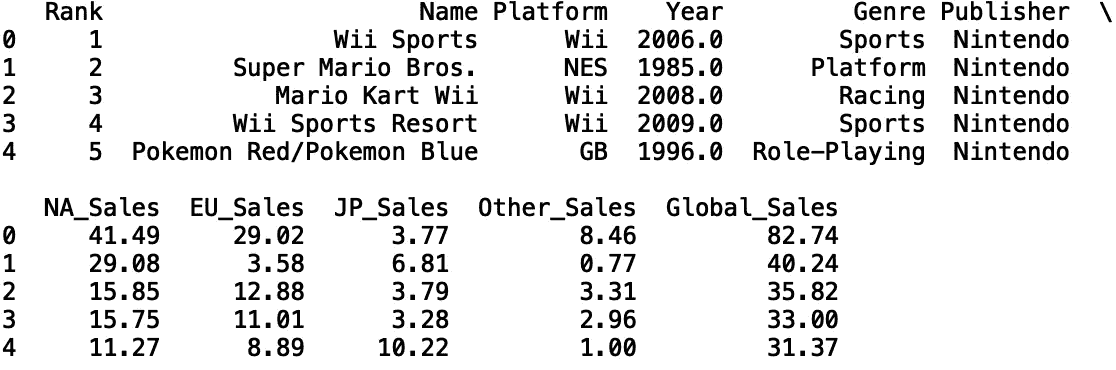 Rank Name Platform Year Genre Publisher \
0 1 Wii Sports Wii 2006.0 Sports Nintendo
1 2 Super Mario Bros. NES 1985.0 Platform Nintendo
2 3 Mario Kart Wii Wii 2008.0 Racing Nintendo
3 4 Wii Sports Resort Wii 2009.0 Sports Nintendo
4 5 Pokemon Red/Pokemon Blue GB 1996.0 Role-Playing Nintendo
NA_Sales EU_Sales JP_Sales Other_Sales Global_Sales
0 41.49 29.02 3.77 8.46 82.74
1 29.08 3.58 6.81 0.77 40.24
2 15.85 12.88 3.79 3.31 35.82
3 15.75 11.01 3.28 2.96 33.00
4 11.27 8.89 10.22 1.00 31.37